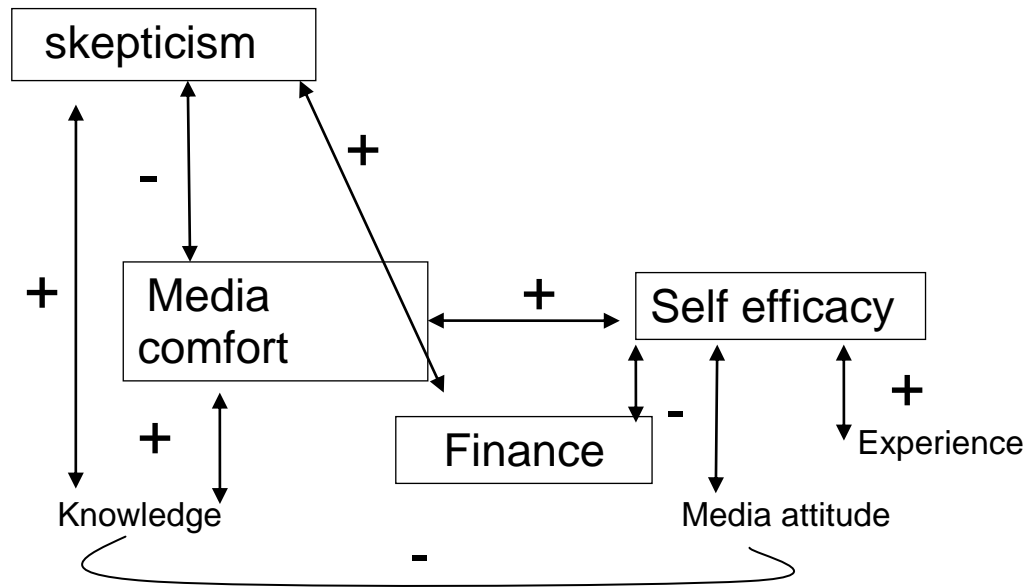 skepticism
+
-
+
Media
comfort
+
Self efficacy
+
-
+
Finance
Experience
Knowledge
Media attitude
-